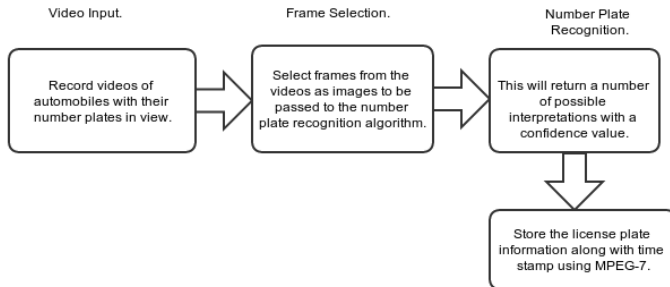 Video Input.
Frame Selection.
Number Plate
Recognition.
Record videos of
automobiles with their
number plates in view.
Select frames from the
videos as images to be
passed to the number
plate recognition algorithm.
This will return a number
of possible
interpretations with a
confidence value.
Store the license plate
information along with time
stamp using MPEG-7.